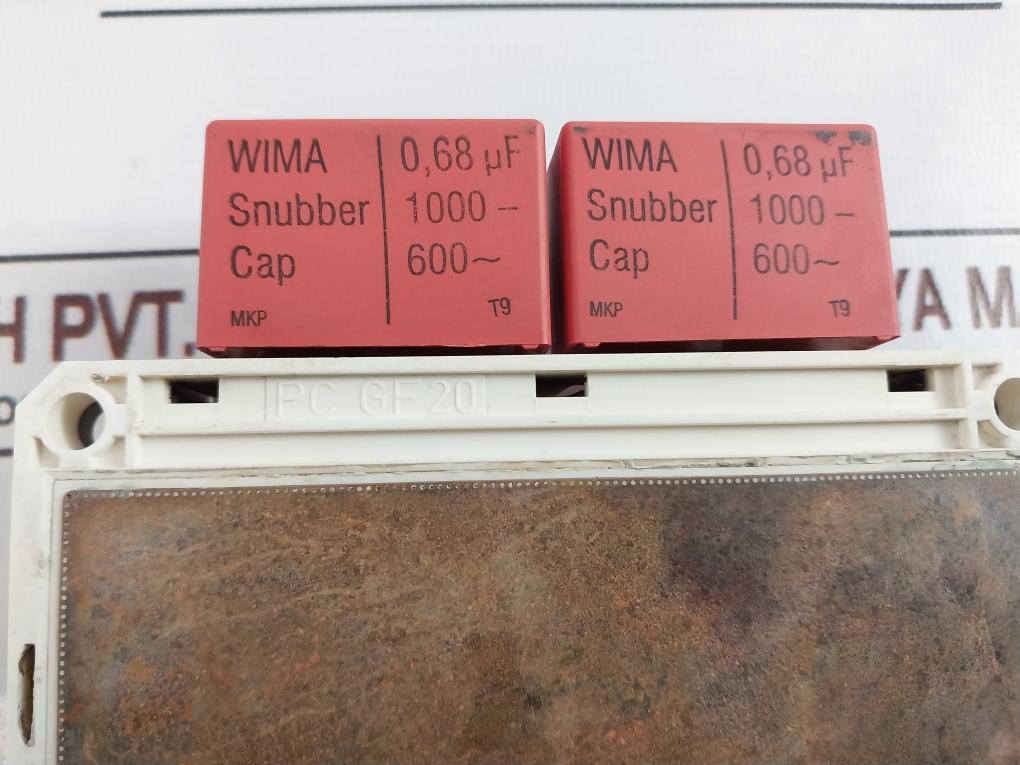 WIMA
Snubber
Cap
MKP
0,68 µF
1000 –
600~
T9
WIMA
Snubber
Cap
MKP
0,68 µF
1000 –
600~
T9
H PVT.
YA M
PC GF20